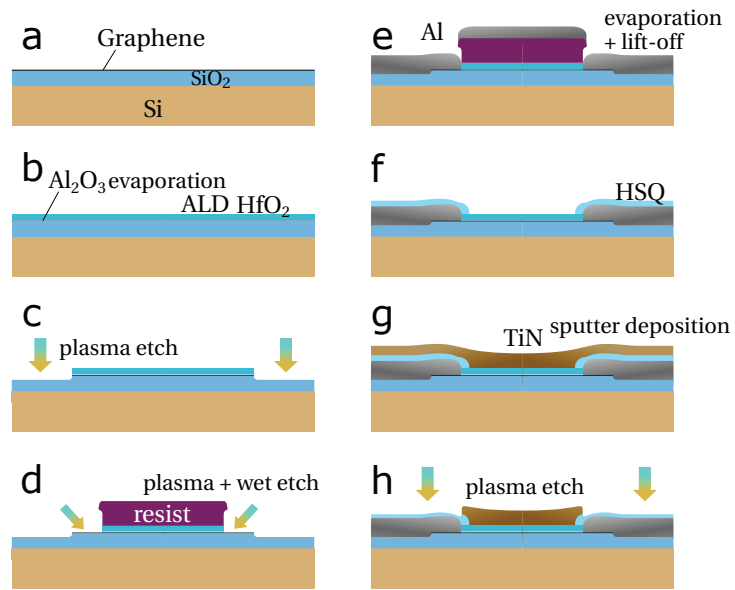 a
Graphene
SiO₂
Si
b
Al₂O₃ evaporation
ALD HfO₂
c
plasma etch
d
plasma + wet etch
resist
e
Al
evaporation
+ lift-off
f
HSQ
g
TiN
sputter deposition
h
plasma etch